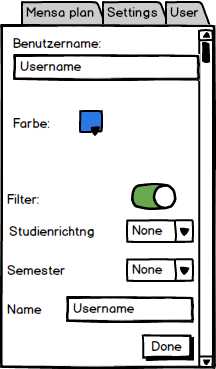 Mensa plan Settings User
Benutzername:
Username
Farbe:
Filter:
Studienrichtng None
Semester None
Name Username
Done